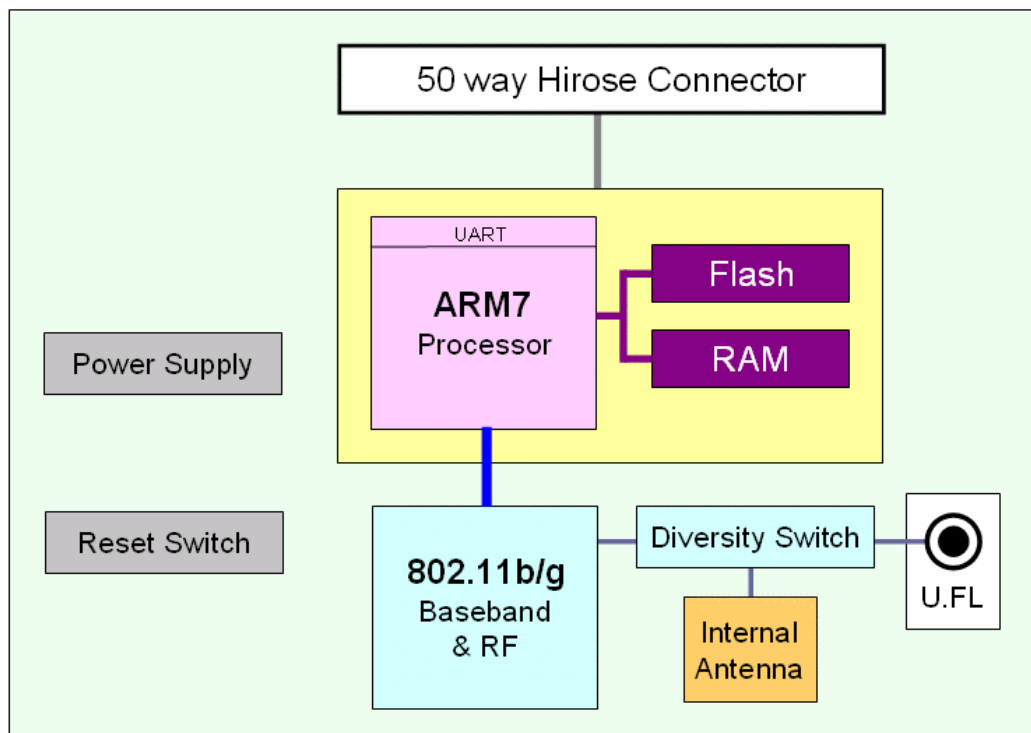 50 way Hirose Connector
UART
ARM7
Processor
Flash
RAM
Power Supply
Reset Switch
802.11b/g
Baseband
& RF
Diversity Switch
Internal
Antenna
U.FL